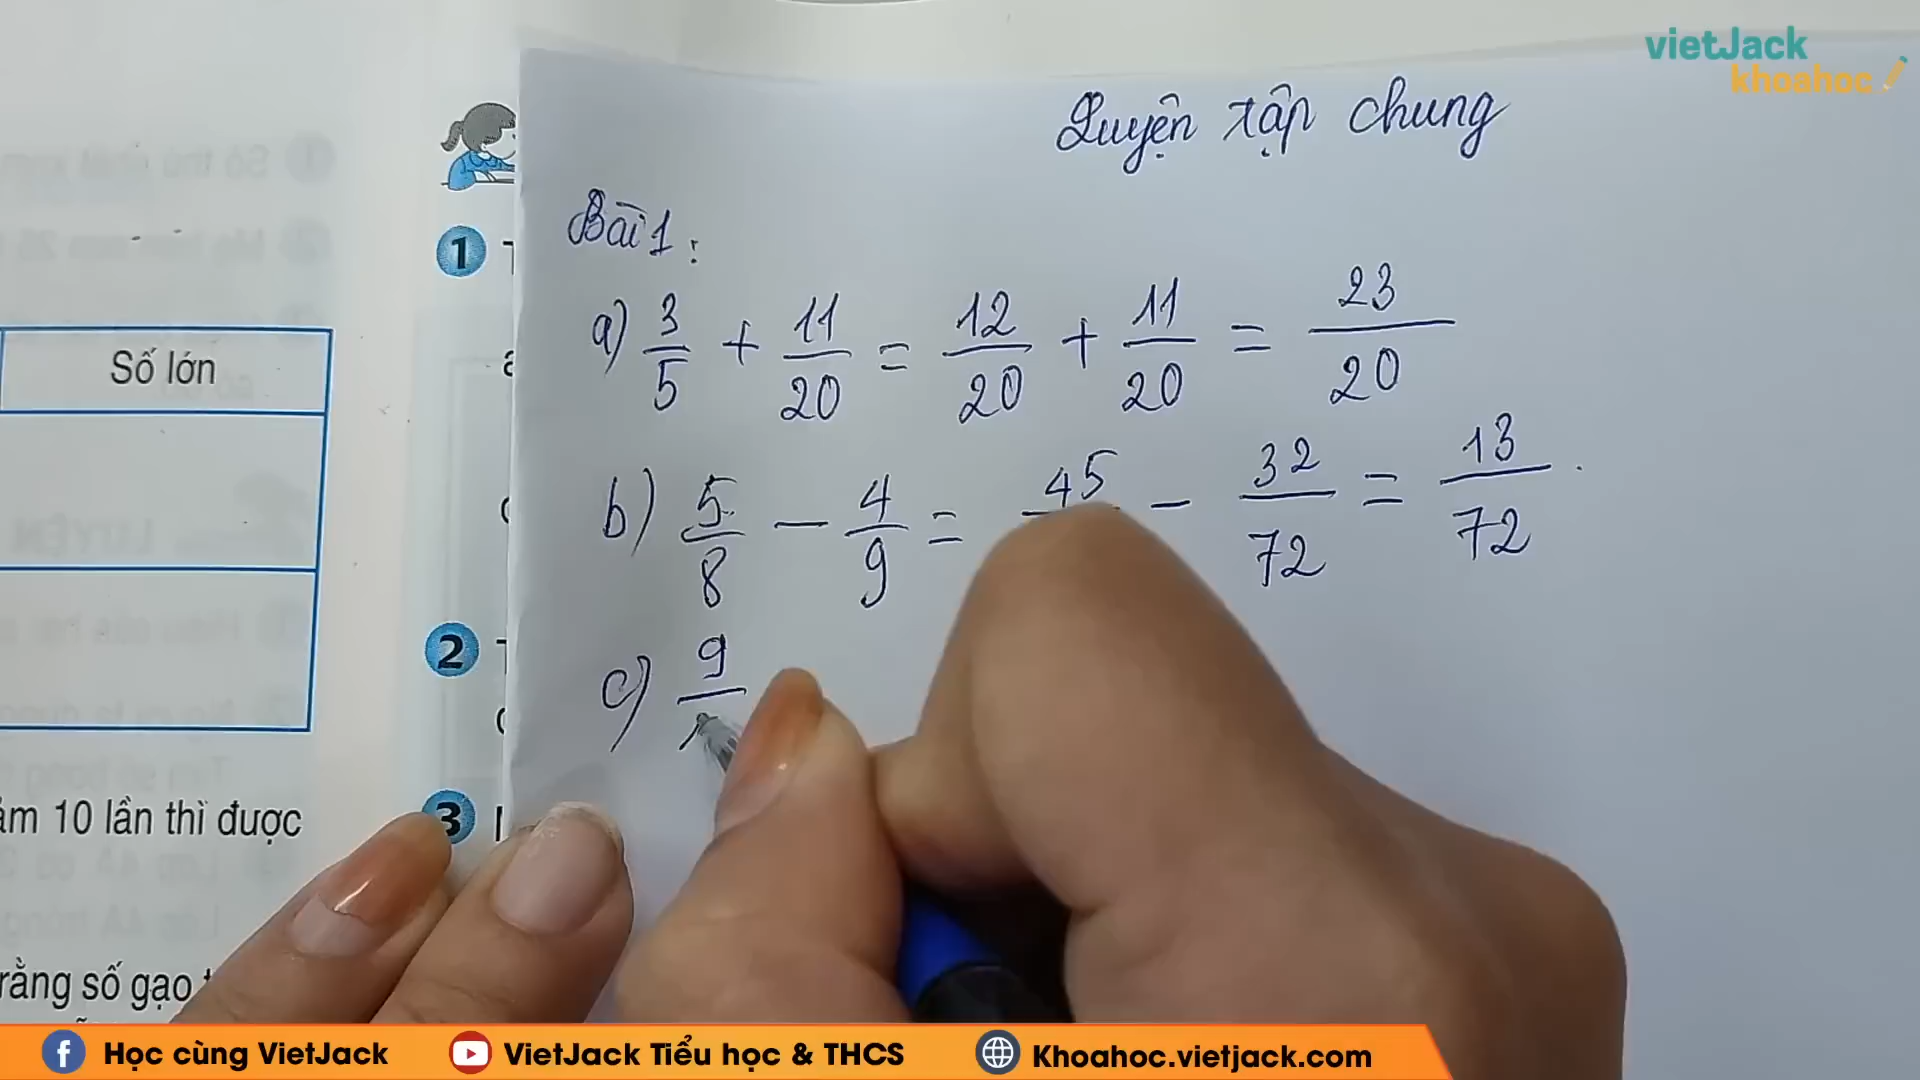 vietJack
khoahoc
Luyện tập chung
Bài 1:
1
a) 3/5 + 11/20 = 12/20 + 11/20 = 23/20
Số lớn
b) 5/8 - 4/9 = 45 - 32/72 = 13/72
2
c) 9
3
ảm 10 lần thì được
rằng số gạo
Học cùng VietJack
VietJack Tiểu học & THCS
Khoahoc.vietjack.com